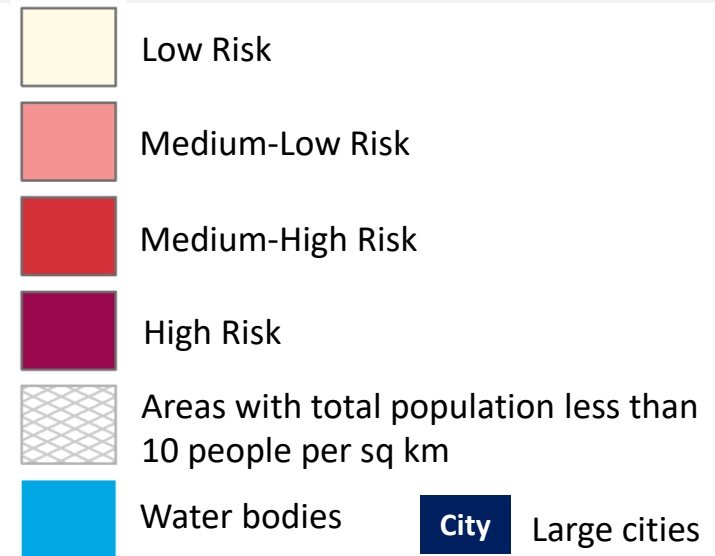 Low Risk
Medium-Low Risk
Medium-High Risk
High Risk
Areas with total population less than
10 people per sq km
Water bodies
City Large cities